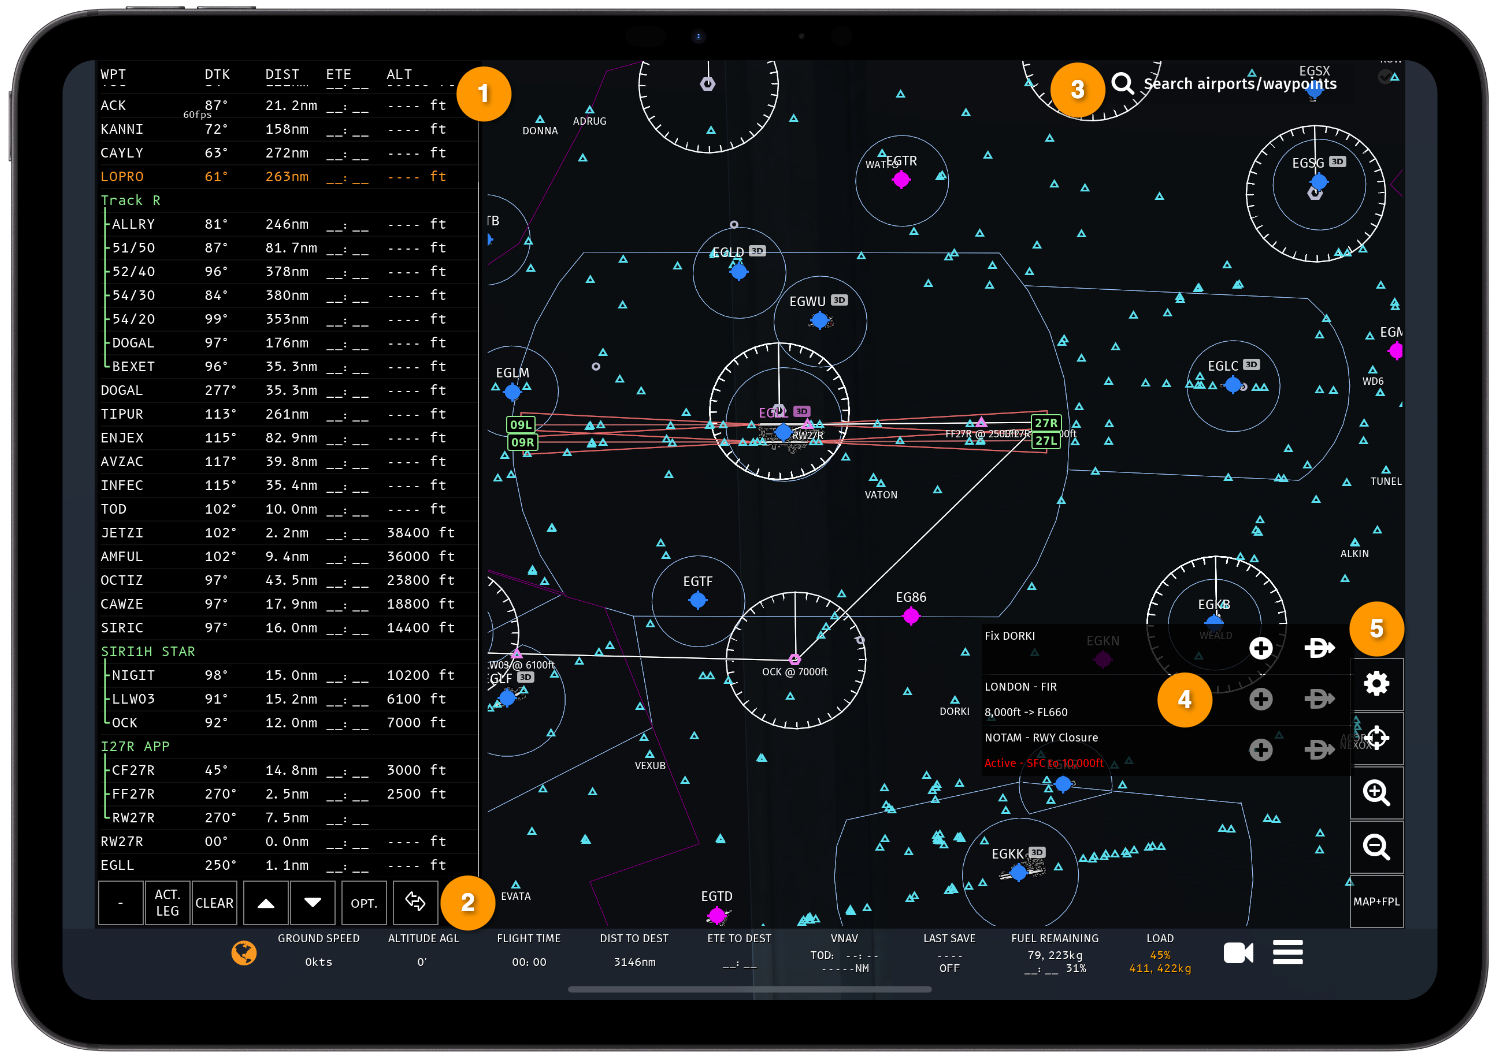 WPT DTK DIST ETE ALT
ACK 87° 21.2nm __:__ ---- ft
60fps
KANNI 72° 158nm __:__ ---- ft
CAYLY 63° 272nm __:__ ---- ft
LOPRO 61° 263nm __:__ ---- ft
Track R
ALLRY 81° 246nm __:__ ---- ft
51/50 87° 81.7nm __:__ ---- ft
52/40 96° 378nm __:__ ---- ft
54/30 84° 380nm __:__ ---- ft
54/20 99° 353nm __:__ ---- ft
DOGAL 97° 176nm __:__ ---- ft
BEXET 96° 35.3nm __:__ ---- ft
DOGAL 277° 35.3nm __:__ ---- ft
TIPUR 113° 261nm __:__ ---- ft
ENJEX 115° 82.9nm __:__ ---- ft
AVZAC 117° 39.8nm __:__ ---- ft
INFEC 115° 35.4nm __:__ ---- ft
TOD 102° 10.0nm __:__ ---- ft
JETZI 102° 2.2nm __:__ 38400 ft
AMFUL 102° 9.4nm __:__ 36000 ft
OCTIZ 97° 43.5nm __:__ 23800 ft
CAWZE 97° 17.9nm __:__ 18800 ft
SIRIC 97° 16.0nm __:__ 14400 ft
SIRI1H STAR
NIGIT 98° 15.0nm __:__ 10200 ft
LLW03 91° 15.2nm __:__ 6100 ft
OCK 92° 12.0nm __:__ 7000 ft
I27R APP
CF27R 45° 14.8nm __:__ 3000 ft
FF27R 270° 2.5nm __:__ 2500 ft
RW27R 270° 7.5nm __:__
RW27R 00° 0.0nm __:__ ---- ft
EGLL 250° 1.1nm __:__ ---- ft
-
ACT.
LEG
CLEAR
OPT.
1
2
3
Search airports/waypoints
EGSX
DONNA
ADRUG
EGTR
EGSG 3D
TB
EGLD 3D
EGWU 3D
EGLM
EGLC 3D
WD6
EGLL 3D
09L
09R
RW27R
27R
27L
VATON
TUNEL
ALKIN
EGTF
EG86
EGKB
WEALD
OCK @ 7000ft
EGLF 3D
DORKI
VEXUB
EGKN
Fix DORKI
LONDON - FIR
8,000ft -> FL660
NOTAM - RWY Closure
Active - SFC to 10,000ft
4
5
EGKK 3D
EVATA
EGTD
MAP+FPL
GROUND SPEED
0kts
ALTITUDE AGL
0'
FLIGHT TIME
00:00
DIST TO DEST
3146nm
ETE TO DEST
__:__
VNAV
TOD: --:--
-----NM
LAST SAVE
----
OFF
FUEL REMAINING
79,223kg
__:__ 31%
LOAD
45%
411,422kg